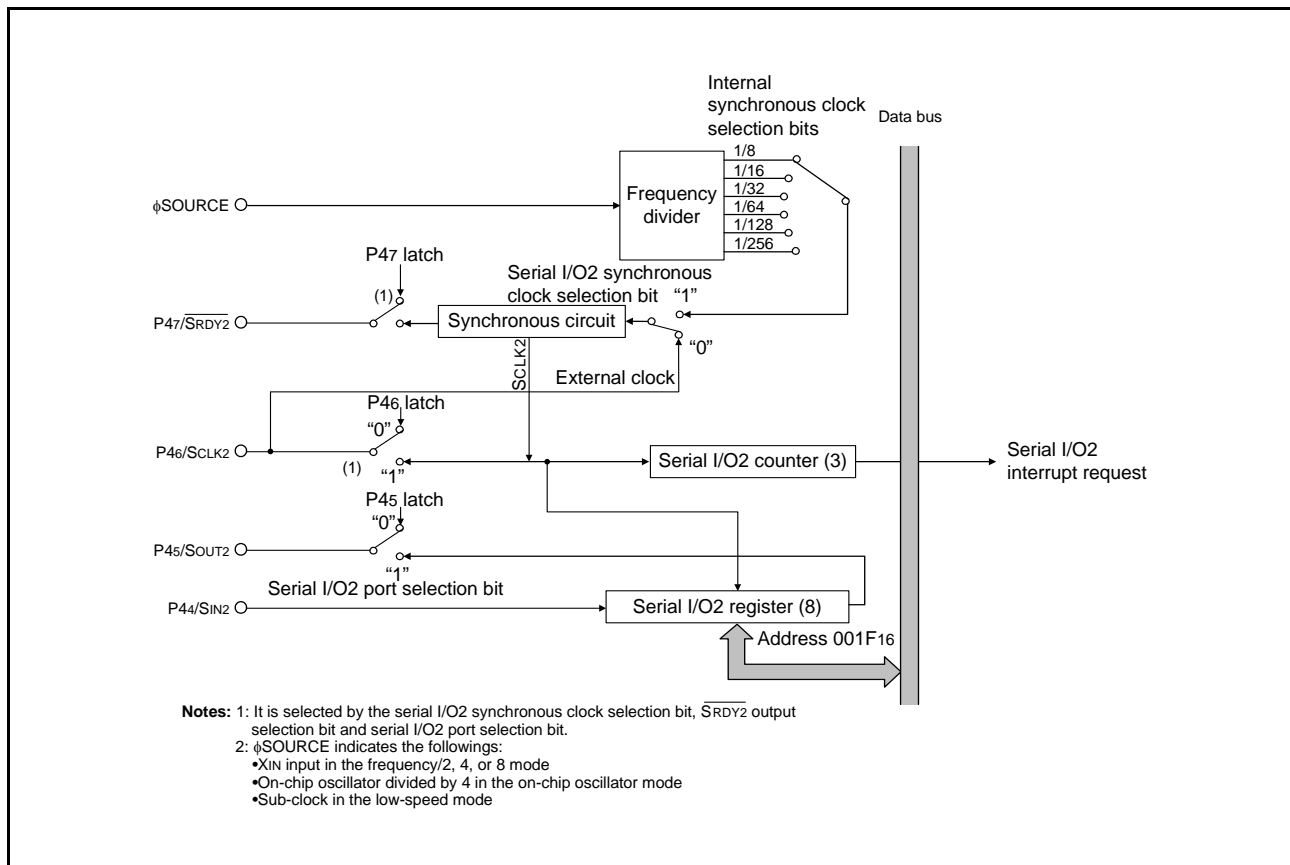 Internal
synchronous clock
selection bits
Data bus
1/8
1/16
1/32
1/64
1/128
1/256
Frequency
divider
φSOURCE
P47 latch
(1)
Serial I/O2 synchronous
clock selection bit
"1"
P47/SRDY2
Synchronous circuit
"0"
SCLK2
External clock
P46 latch
"0"
P46/SCLK2
(1)
"1"
Serial I/O2 counter (3)
Serial I/O2
interrupt request
P45 latch
"0"
P45/SOUT2
"1"
Serial I/O2 port selection bit
P44/SIN2
Serial I/O2 register (8)
Address 001F16
Notes: 1: It is selected by the serial I/O2 synchronous clock selection bit, SRDY2 output
selection bit and serial I/O2 port selection bit.
2: φSOURCE indicates the followings:
•XIN input in the frequency/2, 4, or 8 mode
•On-chip oscillator divided by 4 in the on-chip oscillator mode
•Sub-clock in the low-speed mode